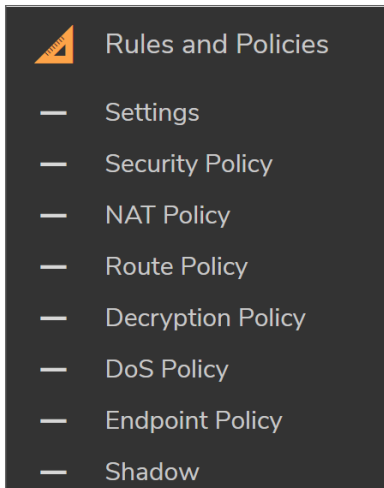 Rules and Policies
Settings
Security Policy
NAT Policy
Route Policy
Decryption Policy
DoS Policy
Endpoint Policy
Shadow